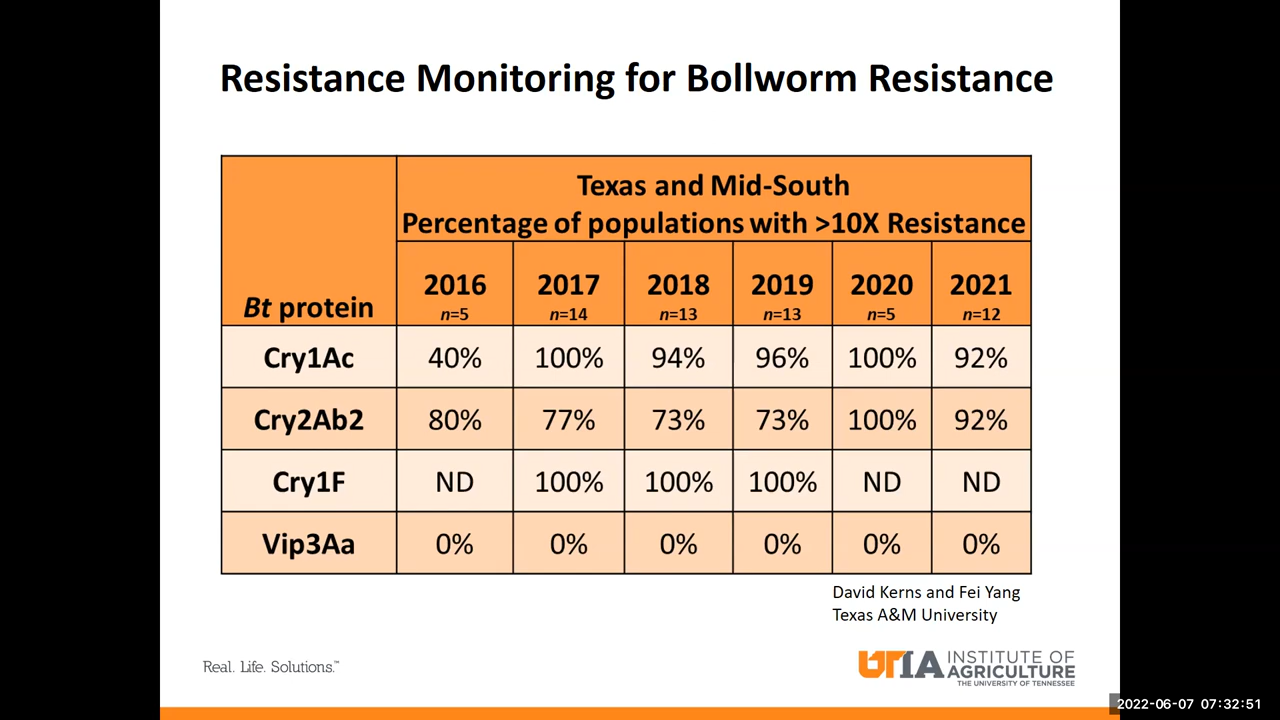 Resistance Monitoring for Bollworm Resistance
Texas and Mid-South
Percentage of populations with >10X Resistance
Bt protein
2016 2017 2018 2019 2020 2021
n=5 n=14 n=13 n=13 n=5 n=12
Cry1Ac 40% 100% 94% 96% 100% 92%
Cry2Ab2 80% 77% 73% 73% 100% 92%
Cry1F ND 100% 100% 100% ND ND
Vip3Aa 0% 0% 0% 0% 0% 0%
David Kerns and Fei Yang
Texas A&M University
Real. Life. Solutions.™
UTIA INSTITUTE OF
AGRICULTURE
THE UNIVERSITY OF TENNESSEE
2022-06-07 07:32:51